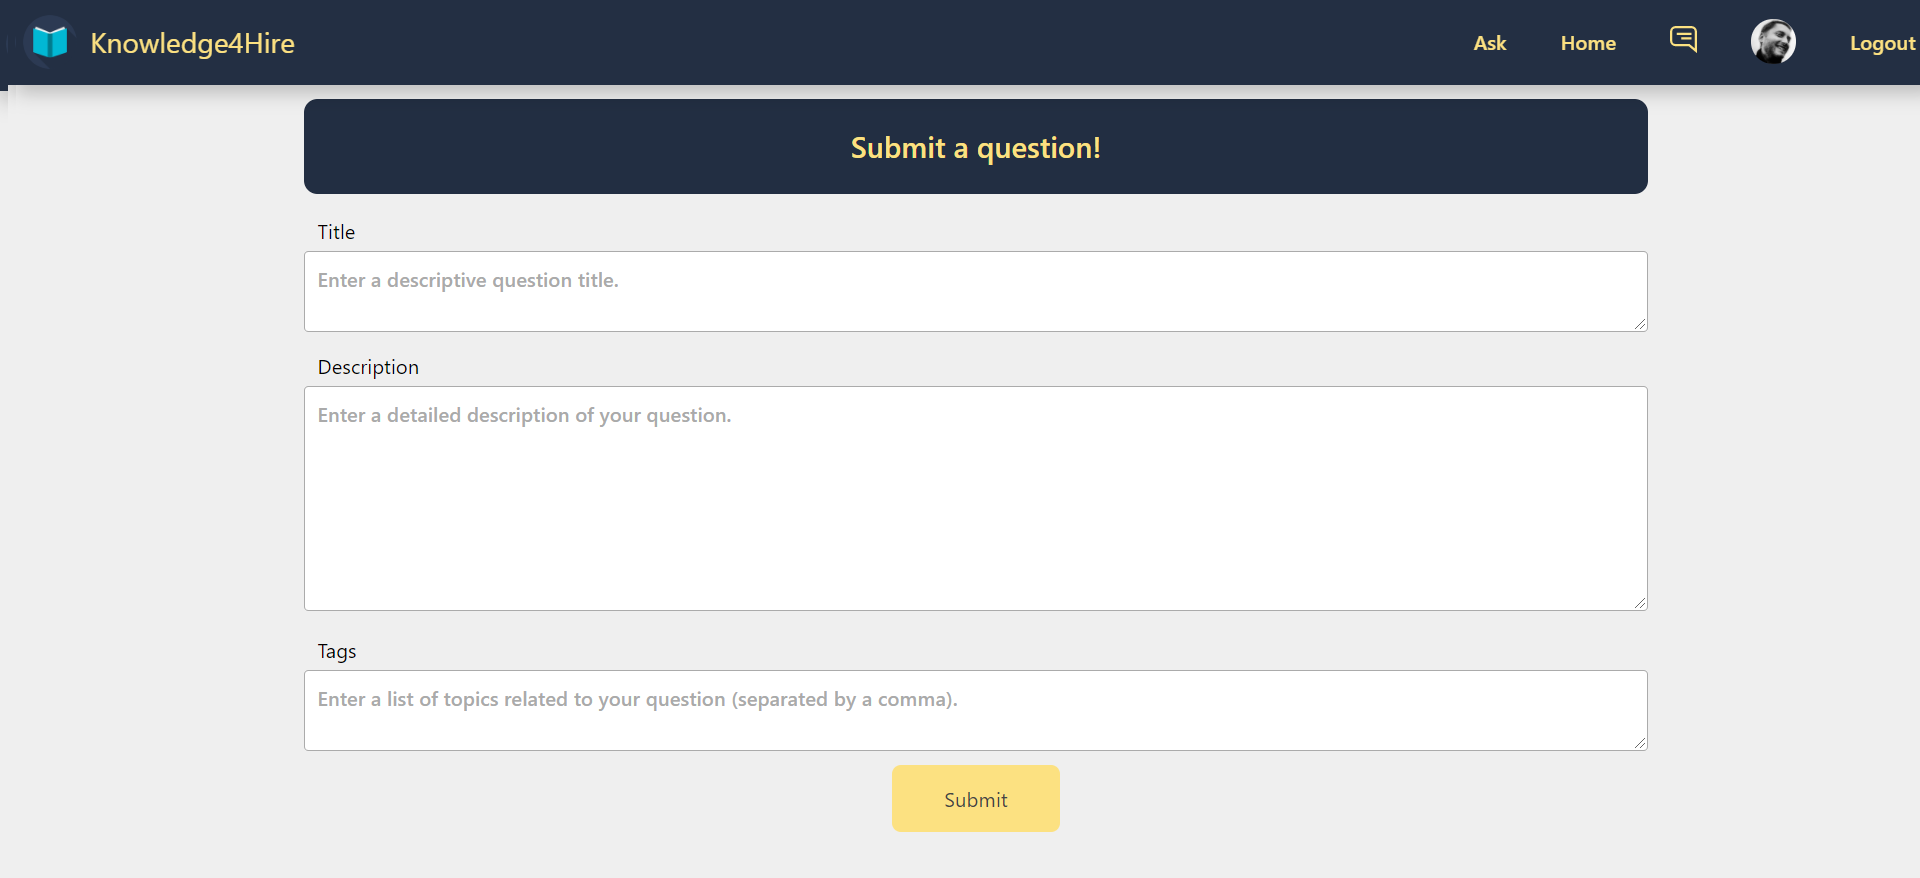 Knowledge4Hire
Ask
Home
Logout
Submit a question!
Title
Enter a descriptive question title.
Description
Enter a detailed description of your question.
Tags
Enter a list of topics related to your question (separated by a comma).
Submit